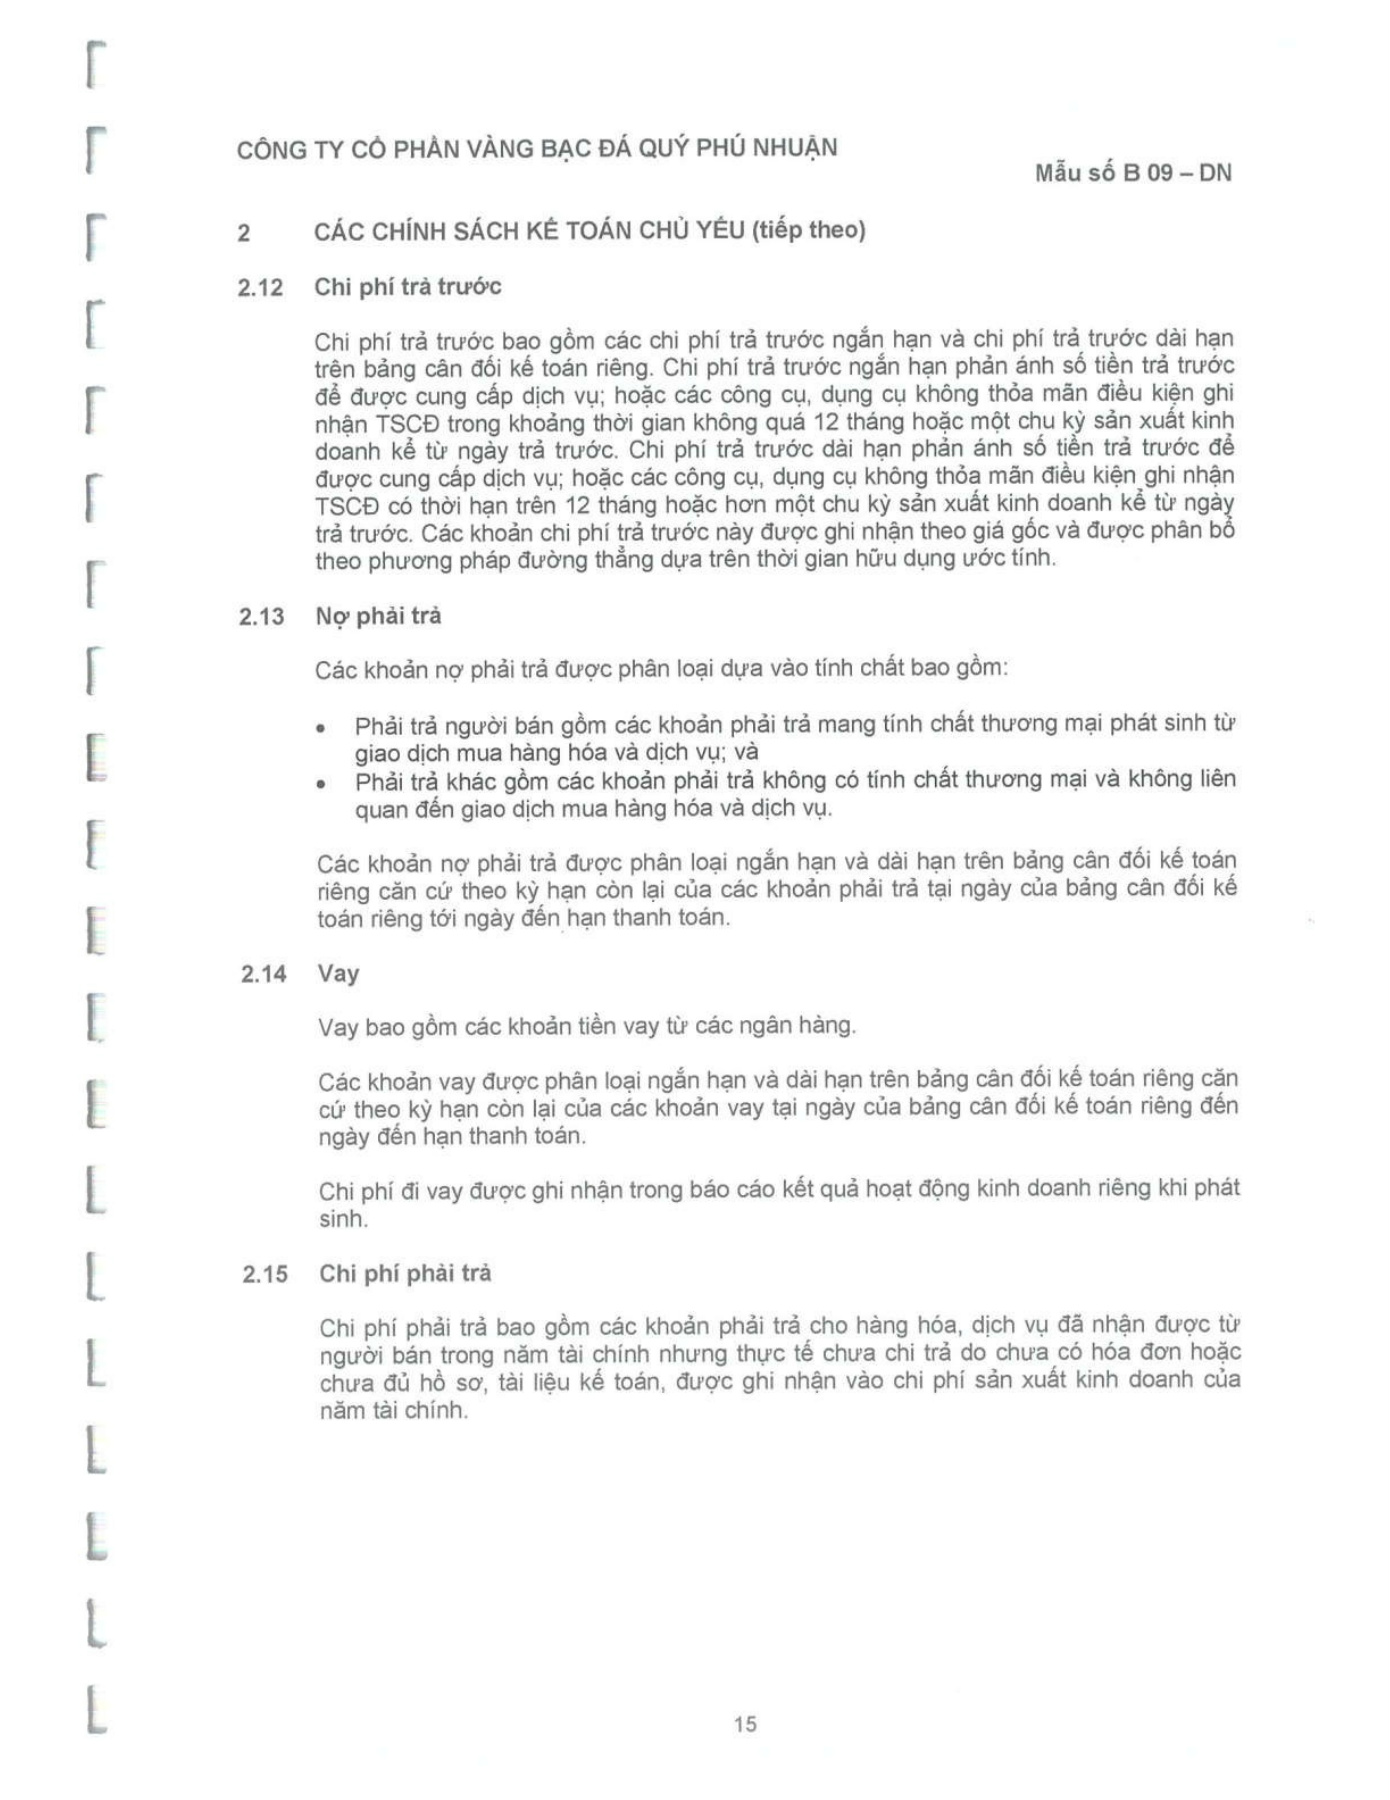 CÔNG TY CỔ PHẦN VÀNG BẠC ĐÁ QUÝ PHÚ NHUẬN
Mẫu số B 09 – DN
2 CÁC CHÍNH SÁCH KẾ TOÁN CHỦ YẾU (tiếp theo)
2.12 Chi phí trả trước
Chi phí trả trước bao gồm các chi phí trả trước ngắn hạn và chi phí trả trước dài hạn
trên bảng cân đối kế toán riêng. Chi phí trả trước ngắn hạn phản ánh số tiền trả trước
để được cung cấp dịch vụ; hoặc các công cụ, dụng cụ không thỏa mãn điều kiện ghi
nhận TSCĐ trong khoảng thời gian không quá 12 tháng hoặc một chu kỳ sản xuất kinh
doanh kể từ ngày trả trước. Chi phí trả trước dài hạn phản ánh số tiền trả trước để
được cung cấp dịch vụ; hoặc các công cụ, dụng cụ không thỏa mãn điều kiện ghi nhận
TSCĐ có thời hạn trên 12 tháng hoặc hơn một chu kỳ sản xuất kinh doanh kể từ ngày
trả trước. Các khoản chi phí trả trước này được ghi nhận theo giá gốc và được phân bổ
theo phương pháp đường thẳng dựa trên thời gian hữu dụng ước tính.
2.13 Nợ phải trả
Các khoản nợ phải trả được phân loại dựa vào tính chất bao gồm:
• Phải trả người bán gồm các khoản phải trả mang tính chất thương mại phát sinh từ
giao dịch mua hàng hóa và dịch vụ; và
• Phải trả khác gồm các khoản phải trả không có tính chất thương mại và không liên
quan đến giao dịch mua hàng hóa và dịch vụ.
Các khoản nợ phải trả được phân loại ngắn hạn và dài hạn trên bảng cân đối kế toán
riêng căn cứ theo kỳ hạn còn lại của các khoản phải trả tại ngày của bảng cân đối kế
toán riêng tới ngày đến hạn thanh toán.
2.14 Vay
Vay bao gồm các khoản tiền vay từ các ngân hàng.
Các khoản vay được phân loại ngắn hạn và dài hạn trên bảng cân đối kế toán riêng căn
cứ theo kỳ hạn còn lại của các khoản vay tại ngày của bảng cân đối kế toán riêng đến
ngày đến hạn thanh toán.
Chi phí đi vay được ghi nhận trong báo cáo kết quả hoạt động kinh doanh riêng khi phát
sinh.
2.15 Chi phí phải trả
Chi phí phải trả bao gồm các khoản phải trả cho hàng hóa, dịch vụ đã nhận được từ
người bán trong năm tài chính nhưng thực tế chưa chi trả do chưa có hóa đơn hoặc
chưa đủ hồ sơ, tài liệu kế toán, được ghi nhận vào chi phí sản xuất kinh doanh của
năm tài chính.
15